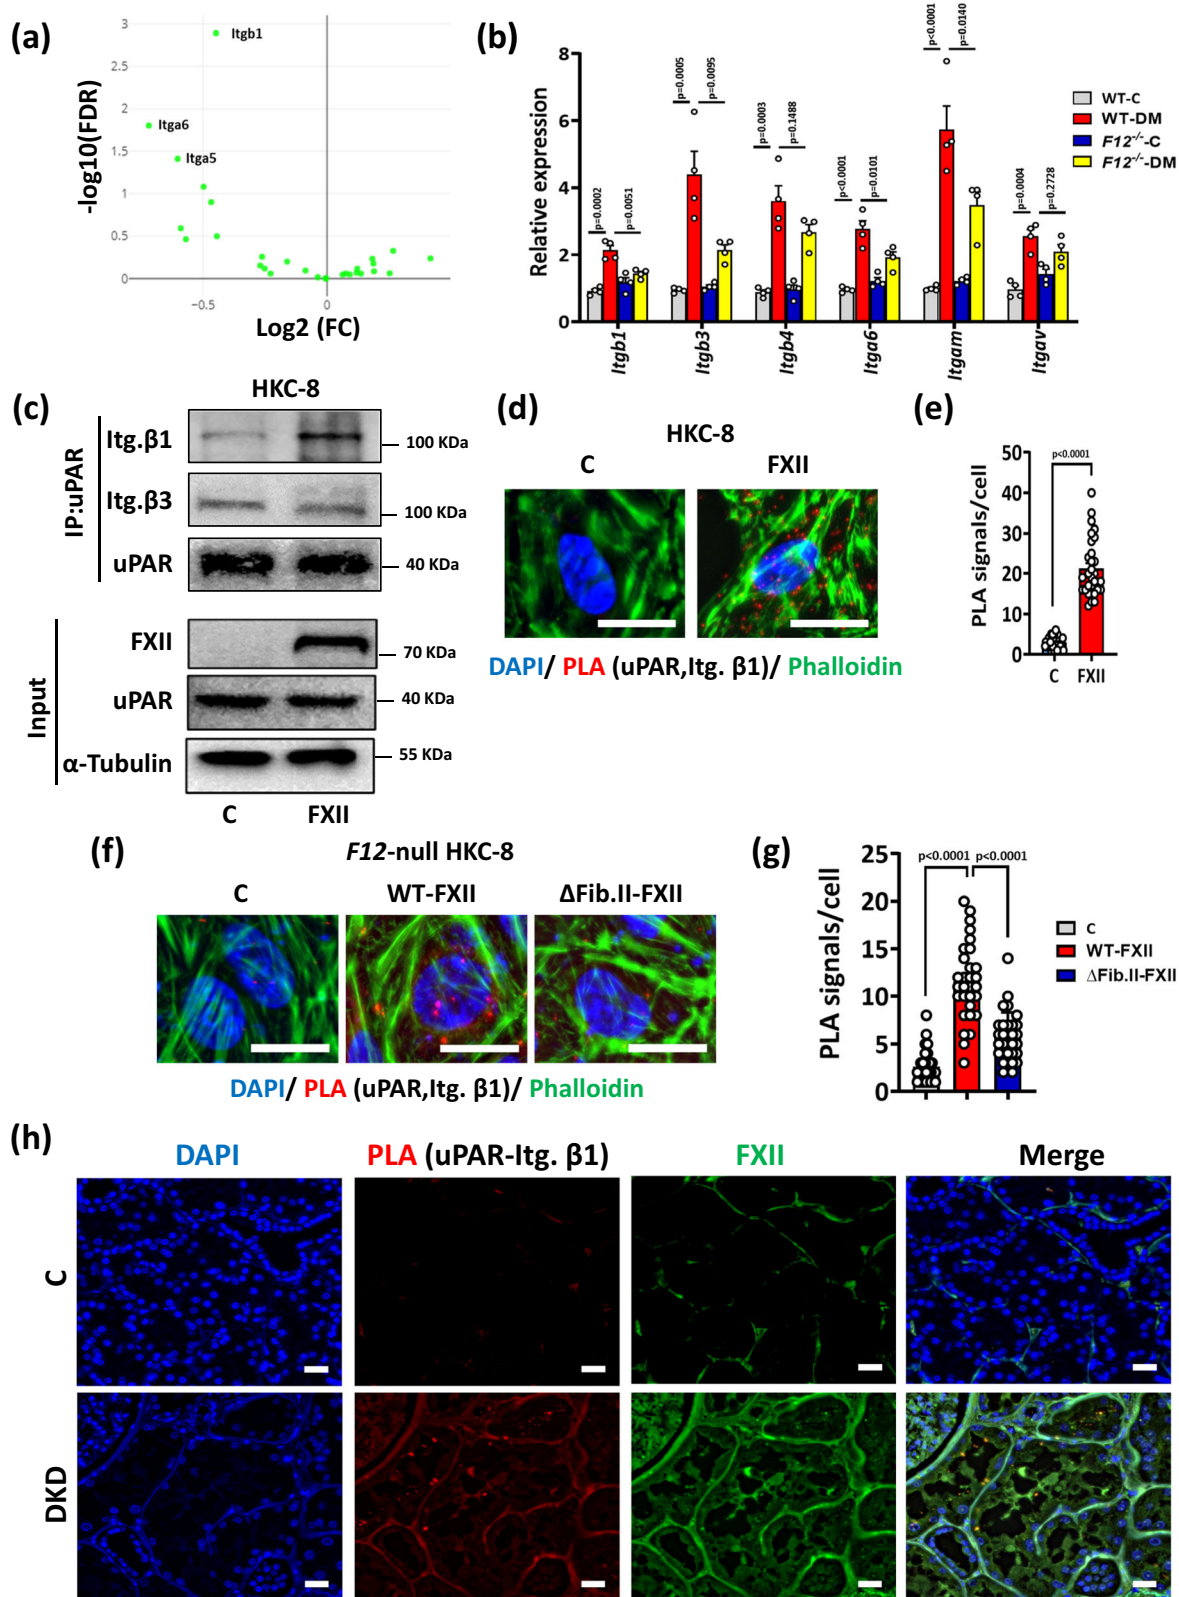 (a)
3
2.5
2
1.5
1
0.5
0
−0.5
0
-log10(FDR)
Log2 (FC)
Itgb1
Itga6
Itga5
(b)
8
6
4
2
0
Relative expression
p=0.0002
p=0.0051
p=0.0005
p=0.0095
p=0.0003
p=0.1488
p<0.0001
p=0.0101
p<0.0001
p=0.0140
p=0.0004
p=0.2728
Itgb1
Itgb3
Itgb4
Itga6
Itgam
Itgav
WT-C
WT-DM
F12-/--C
F12-/--DM
(c)
HKC-8
IP:uPAR
Itg.β1
100 KDa
Itg.β3
100 KDa
uPAR
40 KDa
Input
FXII
70 KDa
uPAR
40 KDa
α-Tubulin
55 KDa
C
FXII
(d)
HKC-8
C
FXII
DAPI/ PLA (uPAR,Itg. β1)/ Phalloidin
(e)
50
40
30
20
10
0
PLA signals/cell
p<0.0001
C
FXII
(f)
F12-null HKC-8
C
WT-FXII
ΔFib.II-FXII
DAPI/ PLA (uPAR,Itg. β1)/ Phalloidin
(g)
25
20
15
10
5
0
PLA signals/cell
p<0.0001
p<0.0001
C
WT-FXII
ΔFib.II-FXII
(h)
DAPI
PLA (uPAR-Itg. β1)
FXII
Merge
C
DKD